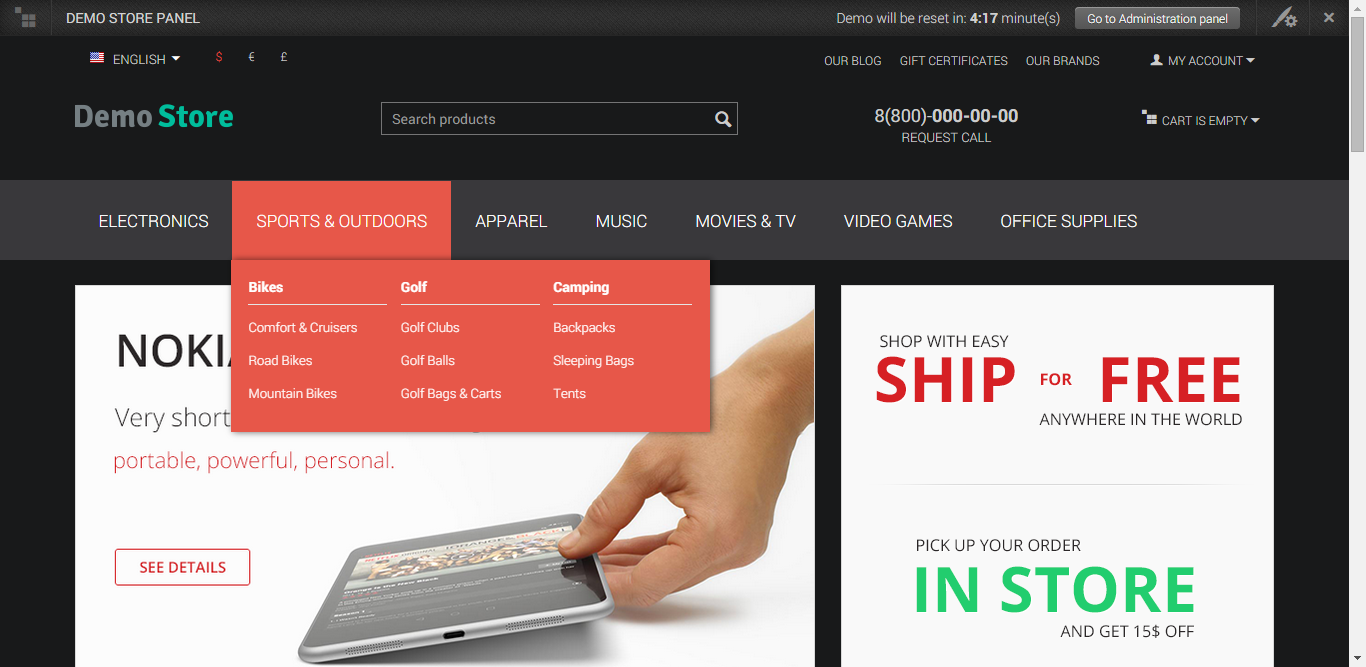 DEMO STORE PANEL
Demo will be reset in: 4:17 minute(s)
Go to Administration panel
ENGLISH
$ € £
OUR BLOG GIFT CERTIFICATES OUR BRANDS
MY ACCOUNT
Demo Store
Search products
8(800)-000-00-00
REQUEST CALL
CART IS EMPTY
ELECTRONICS SPORTS & OUTDOORS APPAREL MUSIC MOVIES & TV VIDEO GAMES OFFICE SUPPLIES
Bikes
Comfort & Cruisers
Road Bikes
Mountain Bikes
Golf
Golf Clubs
Golf Balls
Golf Bags & Carts
Camping
Backpacks
Sleeping Bags
Tents
Very short
portable, powerful, personal.
SEE DETAILS
SHOP WITH EASY
SHIP FOR FREE
ANYWHERE IN THE WORLD
PICK UP YOUR ORDER
IN STORE
AND GET 15$ OFF